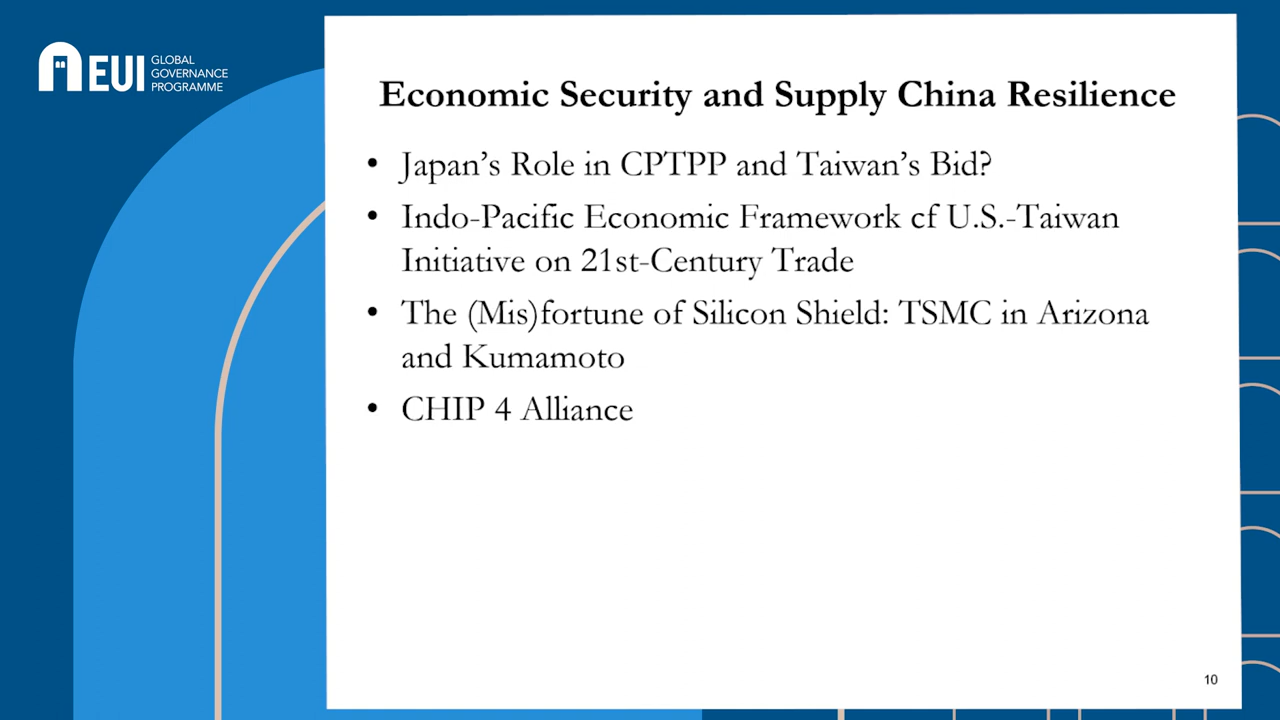 EUI
GLOBAL
GOVERNANCE
PROGRAMME
Economic Security and Supply China Resilience
• Japan's Role in CPTPP and Taiwan's Bid?
• Indo-Pacific Economic Framework cf U.S.-Taiwan
Initiative on 21st-Century Trade
• The (Mis)fortune of Silicon Shield: TSMC in Arizona
and Kumamoto
• CHIP 4 Alliance
10